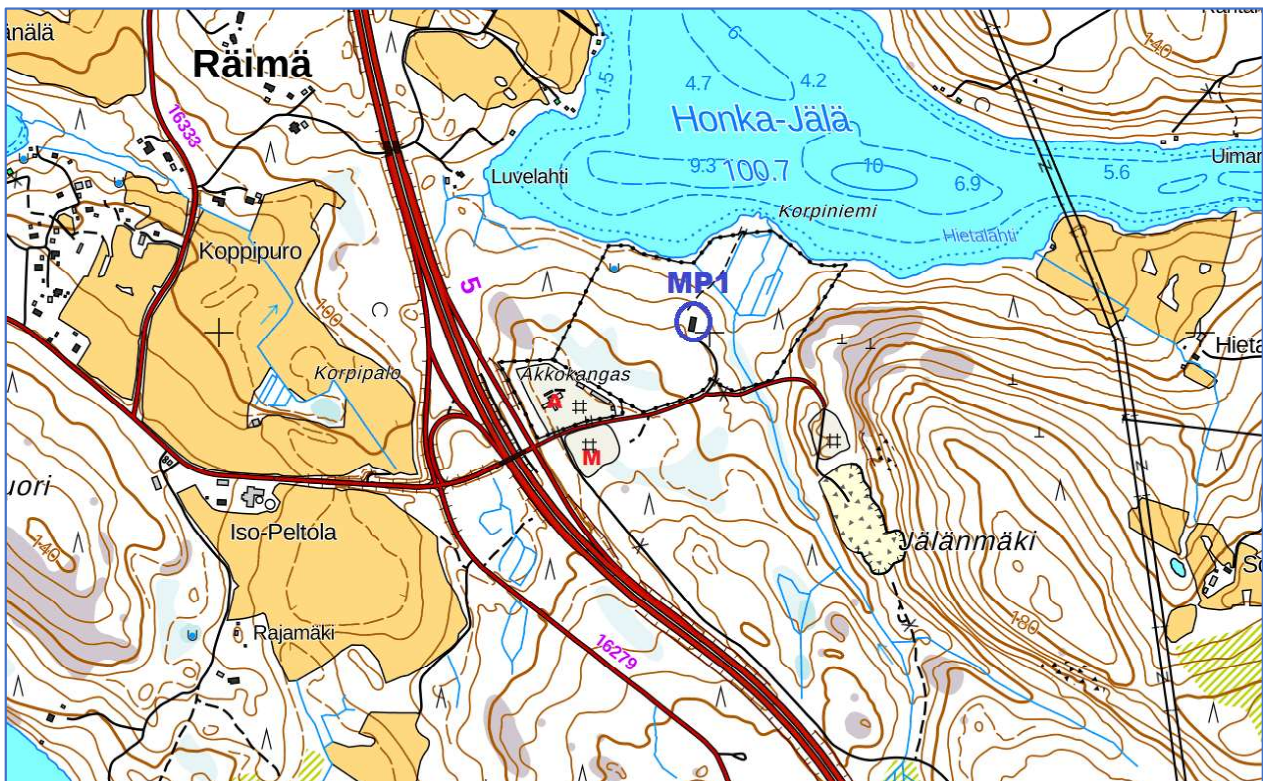 änälä
Räimä
16333
Luvelahti
Koppipuro
100
5
Korpipalo
1.5
6
4.7
4.2
Honka-Jälä
9.3
100.7
10
6.9
5.6
Korpiniemi
Hietalahti
140
Uimar
MP1
Akkokangas
A
M
Hieta
uori
140
Iso-Peltola
Jälänmäki
180
Rajamäki
16279